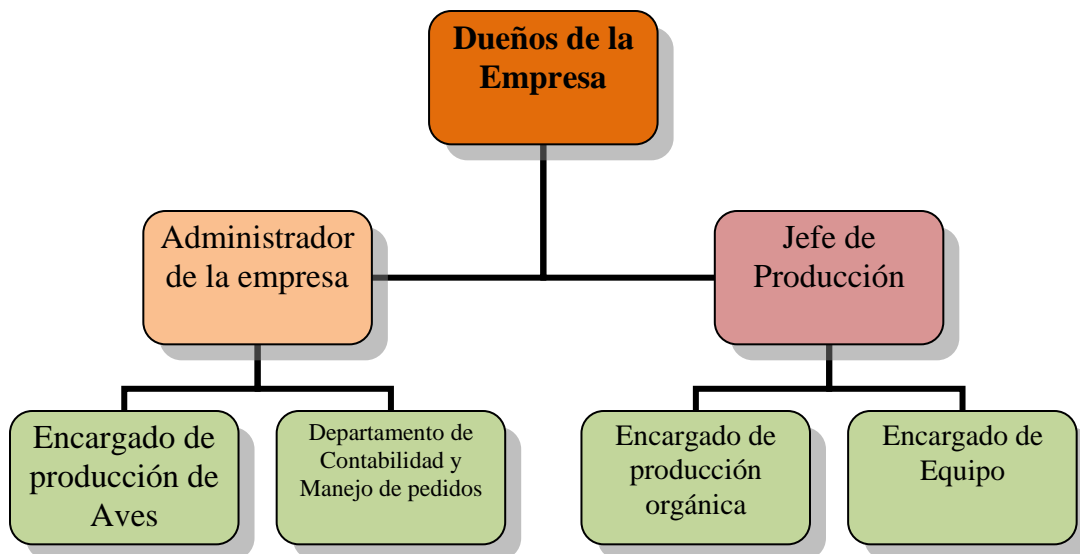 Dueños de la
Empresa
Administrador
de la empresa
Jefe de
Producción
Encargado de
producción de
Aves
Departamento de
Contabilidad y
Manejo de pedidos
Encargado de
producción
orgánica
Encargado de
Equipo